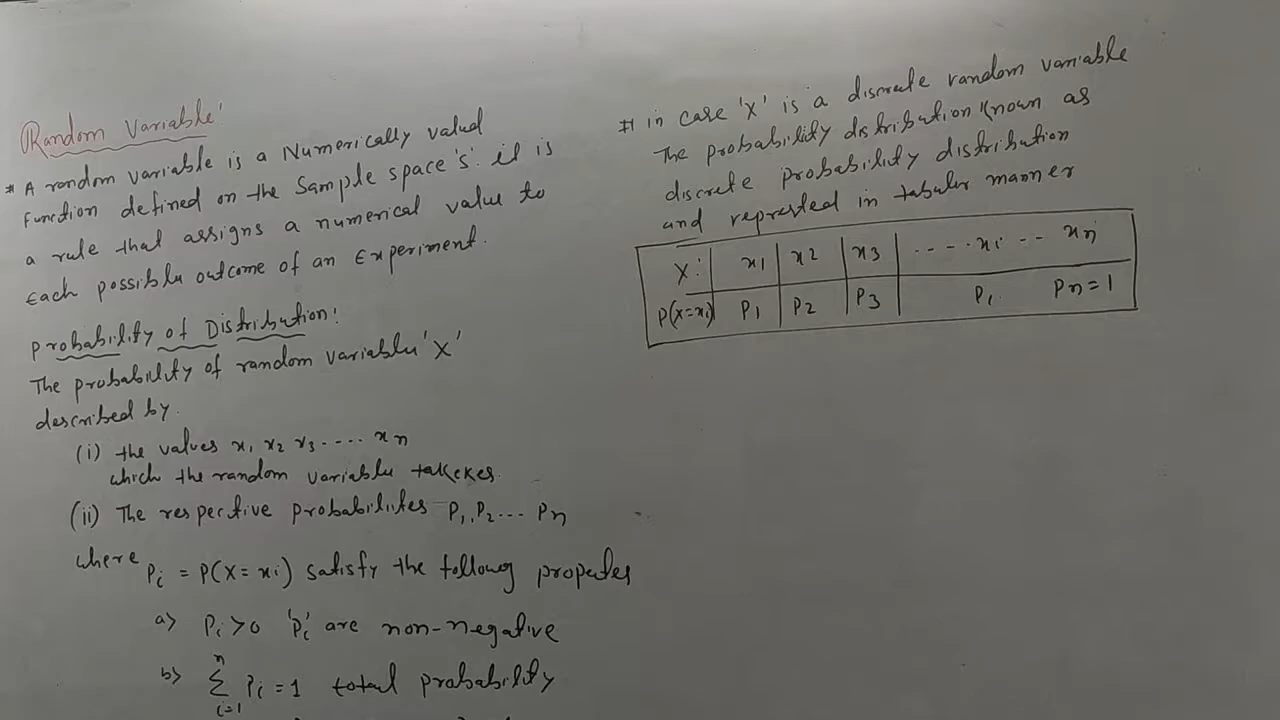 Random Variable'
* A random variable is a Numerically valued
function defined on the sample space 's'. it is
a rule that assigns a numerical value to
Each possible outcome of an Experiment.
Probability of Distribution:
The probability of random variable 'X'
described by.
(i) the values x1 x2 x3 ..... xn
which the random variable takekes.
(ii) The respective probabilites P1, P2 ... Pn
where Pi = P(X=xi) satisfy the followng propertes
a> Pi>0 'Pi' are non-negative
b> n∑i=1 Pi=1 total probability
# in case 'X' is a discrete random variable
The probability distribution known as
discrete probability distribution
and represted in tabular manner
X: x1 x2 x3 ..... xi -- xn
P(X=xi) P1 P2 P3 Pi Pn=1